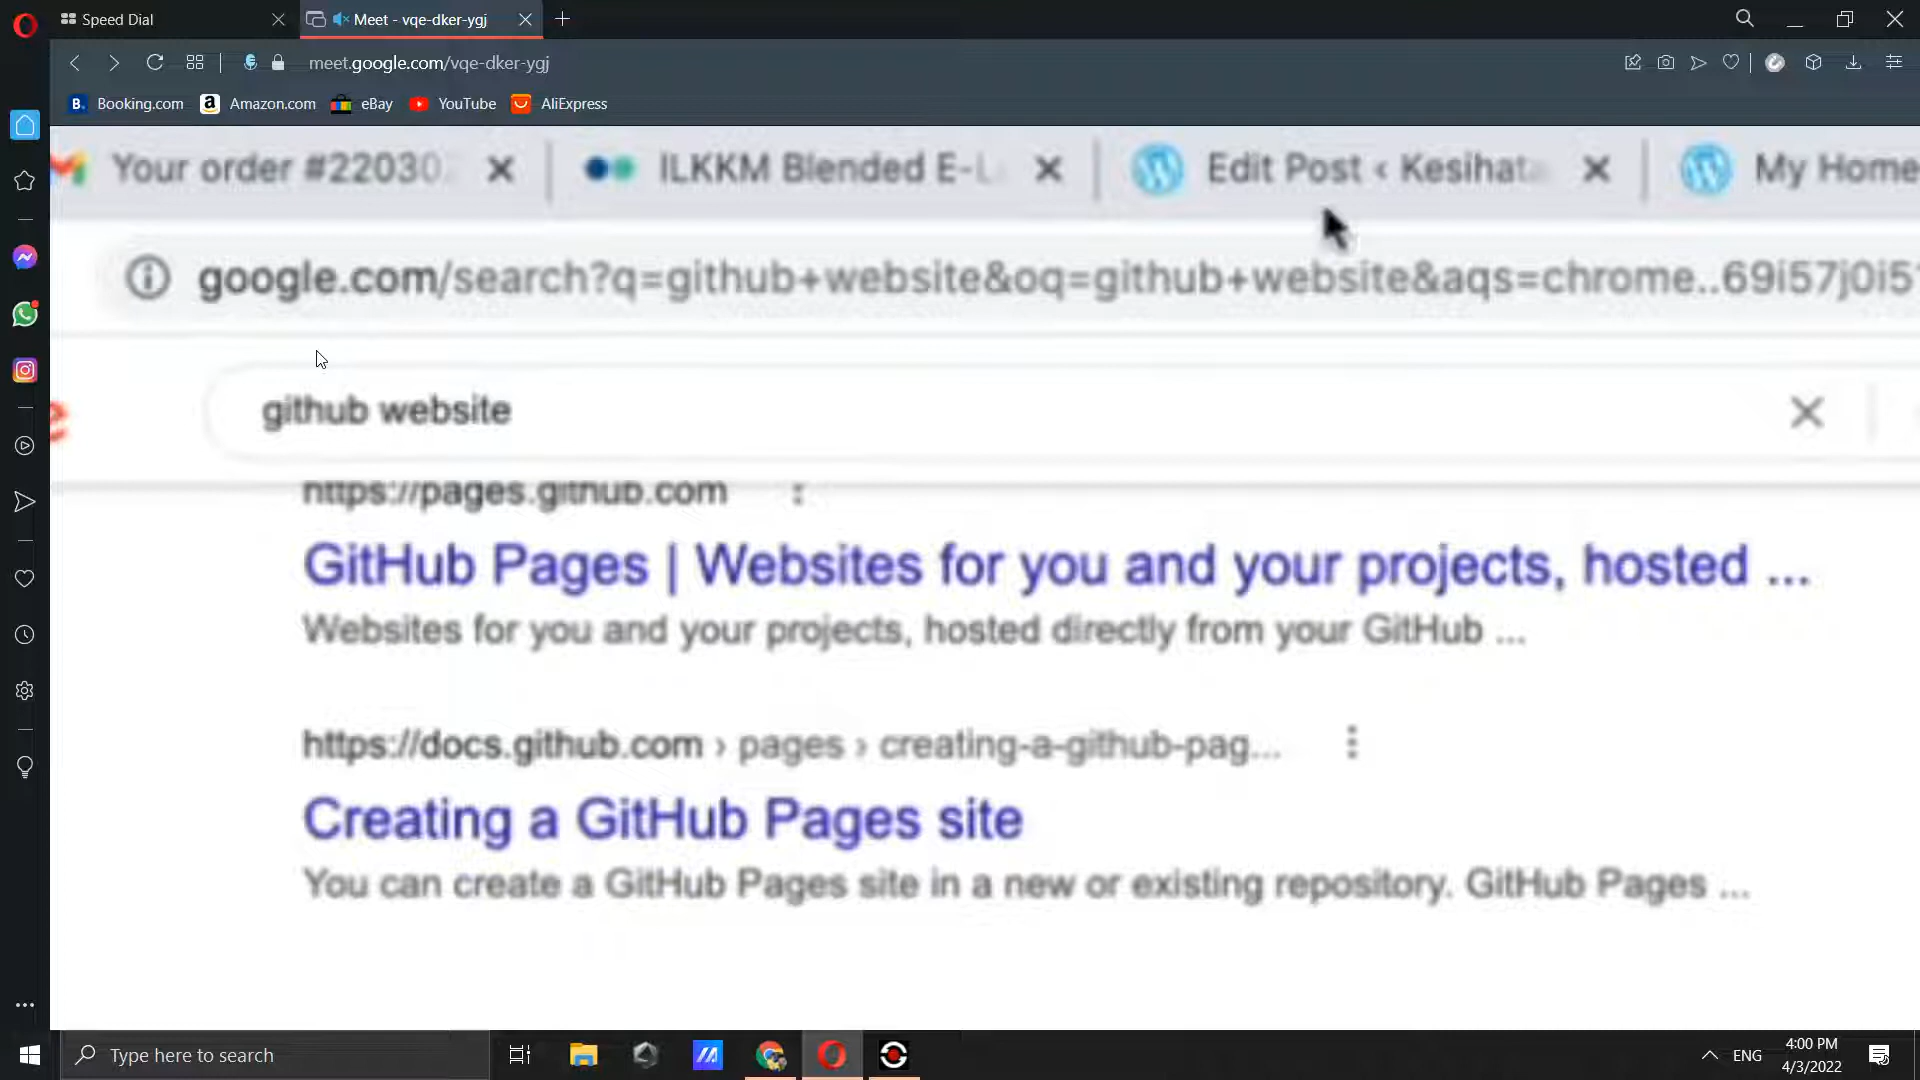 Speed Dial
Meet - vqe-dker-ygj
meet.google.com/vqe-dker-ygj
Booking.com
Amazon.com
eBay
YouTube
AliExpress
Your order #22030
ILKKM Blended E-L
Edit Post ‹ Kesihata
My Home
google.com/search?q=github+website&oq=github+website&aqs=chrome..69i57j0i5
github website
https://pages.github.com
GitHub Pages | Websites for you and your projects, hosted ...
Websites for you and your projects, hosted directly from your GitHub ...
https://docs.github.com › pages › creating-a-github-pag...
Creating a GitHub Pages site
You can create a GitHub Pages site in a new or existing repository. GitHub Pages ...
Type here to search
ENG
4:00 PM
4/3/2022